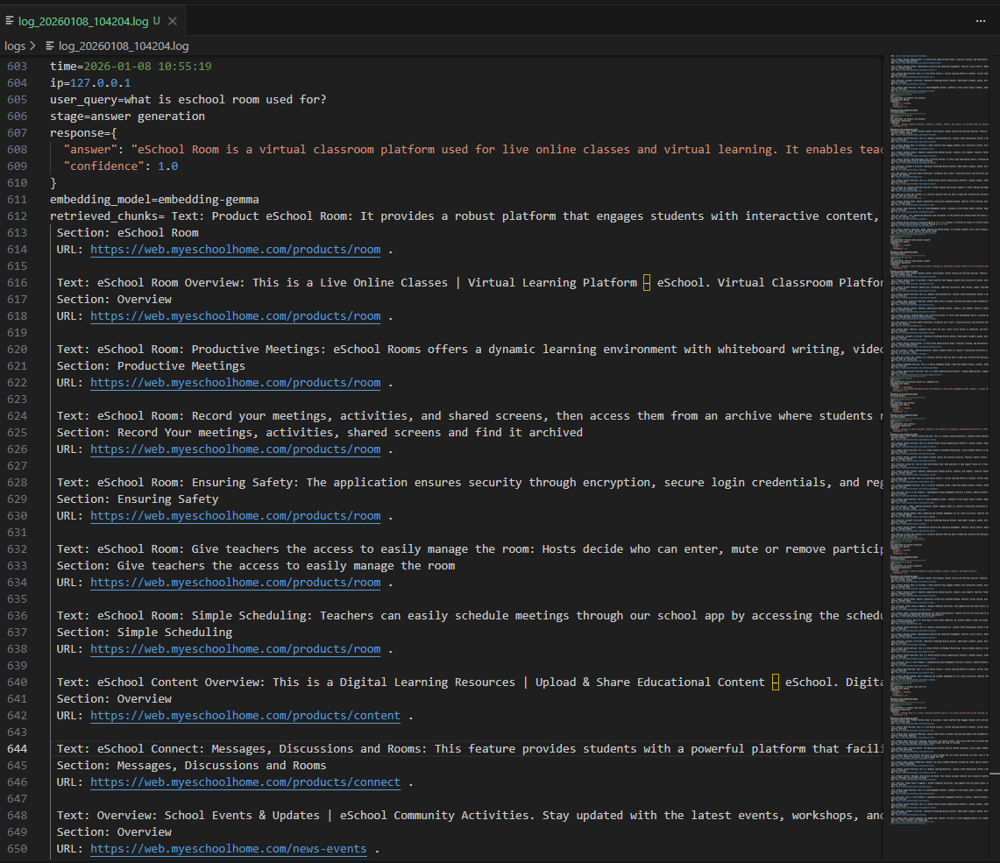 log_20260108_104204.log U
logs > log_20260108_104204.log
603 time=2026-01-08 10:55:19
604 ip=127.0.0.1
605 user_query=what is eschool room used for?
606 stage=answer generation
607 response={
608 "answer": "eSchool Room is a virtual classroom platform used for live online classes and virtual learning. It enables teac
609 "confidence": 1.0
610 }
611 embedding_model=embedding-gemma
612 retrieved_chunks= Text: Product eSchool Room: It provides a robust platform that engages students with interactive content,
613 Section: eSchool Room
614 URL: https://web.myeschoolhome.com/products/room .
615
616 Text: eSchool Room Overview: This is a Live Online Classes | Virtual Learning Platform – eSchool. Virtual Classroom Platfor
617 Section: Overview
618 URL: https://web.myeschoolhome.com/products/room .
619
620 Text: eSchool Room: Productive Meetings: eSchool Rooms offers a dynamic learning environment with whiteboard writing, video
621 Section: Productive Meetings
622 URL: https://web.myeschoolhome.com/products/room .
623
624 Text: eSchool Room: Record your meetings, activities, and shared screens, then access them from an archive where students r
625 Section: Record Your meetings, activities, shared screens and find it archived
626 URL: https://web.myeschoolhome.com/products/room .
627
628 Text: eSchool Room: Ensuring Safety: The application ensures security through encryption, secure login credentials, and reg
629 Section: Ensuring Safety
630 URL: https://web.myeschoolhome.com/products/room .
631
632 Text: eSchool Room: Give teachers the access to easily manage the room: Hosts decide who can enter, mute or remove particip
633 Section: Give teachers the access to easily manage the room
634 URL: https://web.myeschoolhome.com/products/room .
635
636 Text: eSchool Room: Simple Scheduling: Teachers can easily schedule meetings through our school app by accessing the schedu
637 Section: Simple Scheduling
638 URL: https://web.myeschoolhome.com/products/room .
639
640 Text: eSchool Content Overview: This is a Digital Learning Resources | Upload & Share Educational Content – eSchool. Digita
641 Section: Overview
642 URL: https://web.myeschoolhome.com/products/content .
643
644 Text: eSchool Connect: Messages, Discussions and Rooms: This feature provides students with a powerful platform that facili
645 Section: Messages, Discussions and Rooms
646 URL: https://web.myeschoolhome.com/products/connect .
647
648 Text: Overview: School Events & Updates | eSchool Community Activities. Stay updated with the latest events, workshops, and
649 Section: Overview
650 URL: https://web.myeschoolhome.com/news-events .